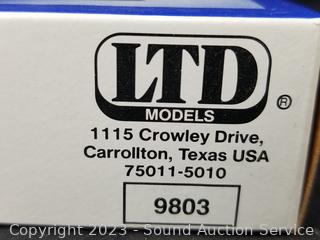 LTD
MODELS
®
1115 Crowley Drive,
Carrollton, Texas USA
75011-5010
9803
Copyright 2023 - Sound Auction Service